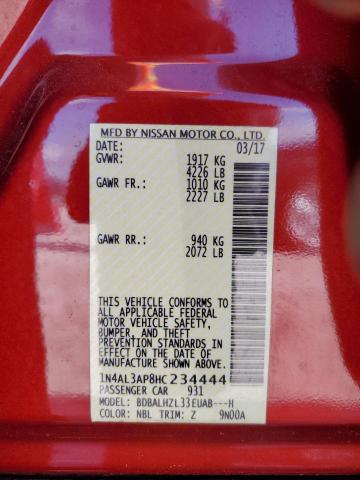 MFD BY NISSAN MOTOR CO., LTD.
DATE: 03/17
GVWR: 1917 KG
4226 LB
GAWR FR.: 1010 KG
2227 LB
GAWR RR.: 940 KG
2072 LB
THIS VEHICLE CONFORMS TO
ALL APPLICABLE FEDERAL
MOTOR VEHICLE SAFETY,
BUMPER, AND THEFT
PREVENTION STANDARDS IN
EFFECT ON THE DATE OF
MANUFACTURE SHOWN ABOVE.
1N4AL3AP8HC234444
PASSENGER CAR 931
MODEL: BDBALHZL33EUAB---H
COLOR: NBL TRIM: Z 9N00A